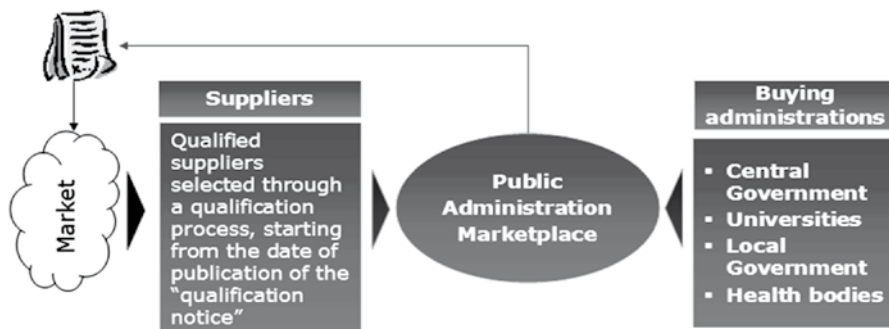 Market
Suppliers
Qualified
suppliers
selected through
a qualification
process, starting
from the date of
publication of the
“qualification
notice”
Public
Administration
Marketplace
Buying
administrations
▪ Central
Government
▪ Universities
▪ Local
Government
▪ Health bodies